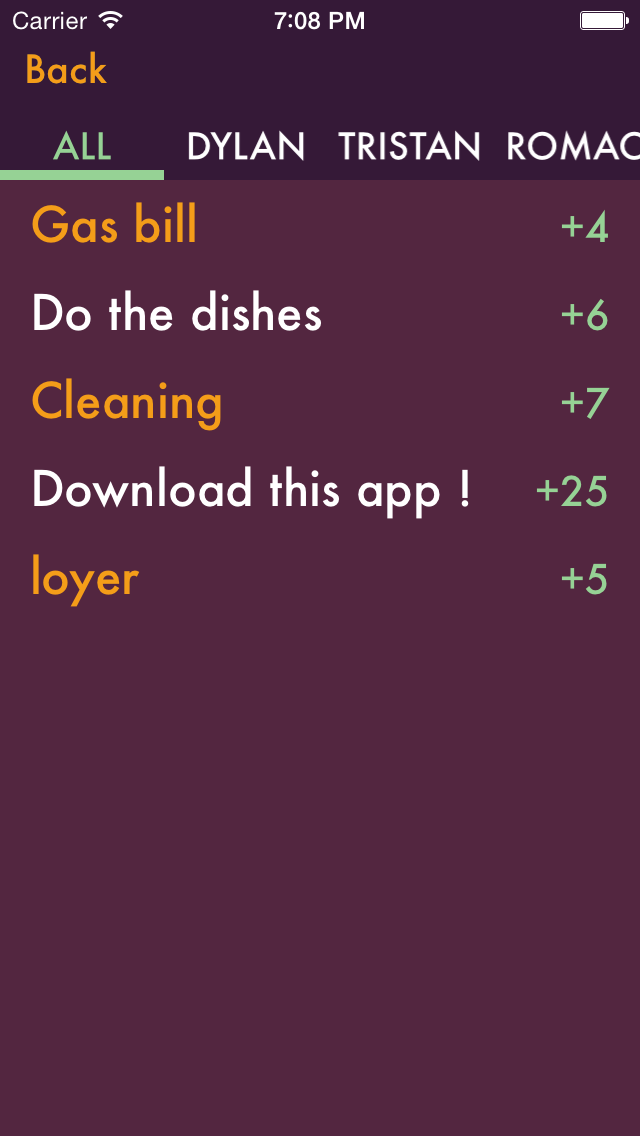 Carrier 7:08 PM
Back
ALL DYLAN TRISTAN ROMAC
Gas bill +4
Do the dishes +6
Cleaning +7
Download this app ! +25
loyer +5